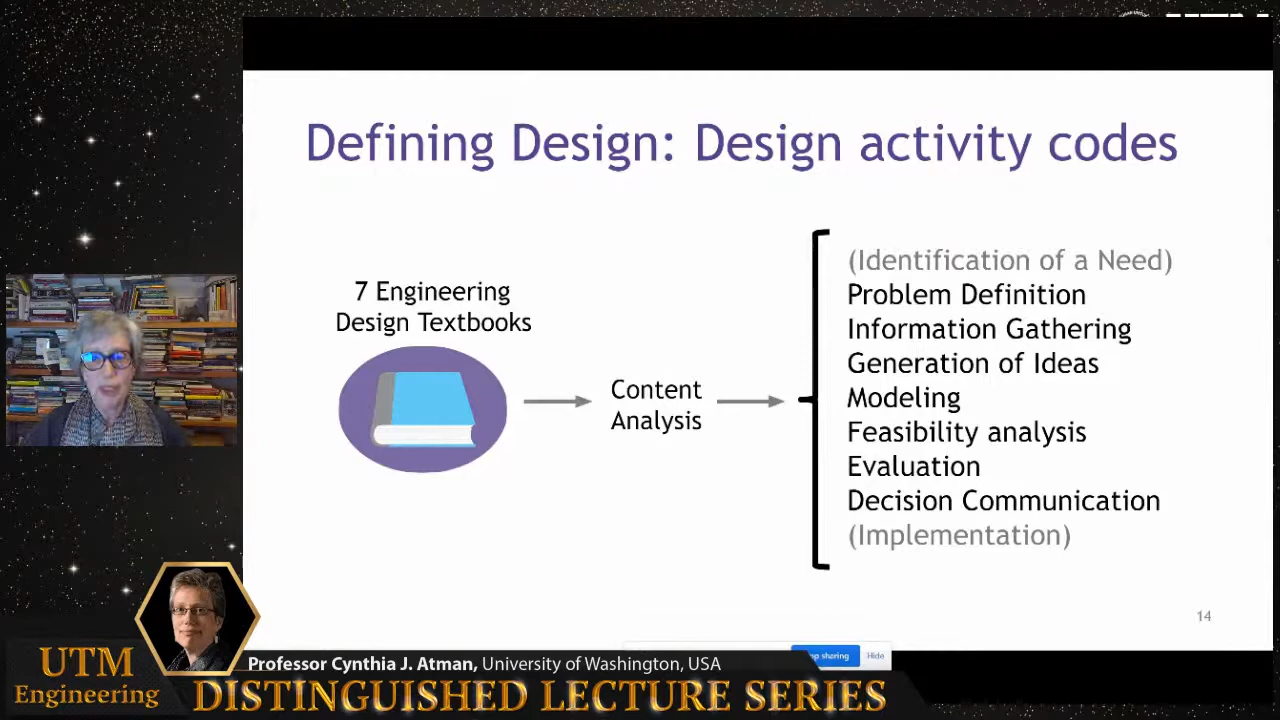 Defining Design: Design activity codes
7 Engineering
Design Textbooks
Content
Analysis
(Identification of a Need)
Problem Definition
Information Gathering
Generation of Ideas
Modeling
Feasibility analysis
Evaluation
Decision Communication
(Implementation)
14
sharing
Hide
UTM
Engineering
Professor Cynthia J. Atman, University of Washington, USA
DISTINGUISHED LECTURE SERIES